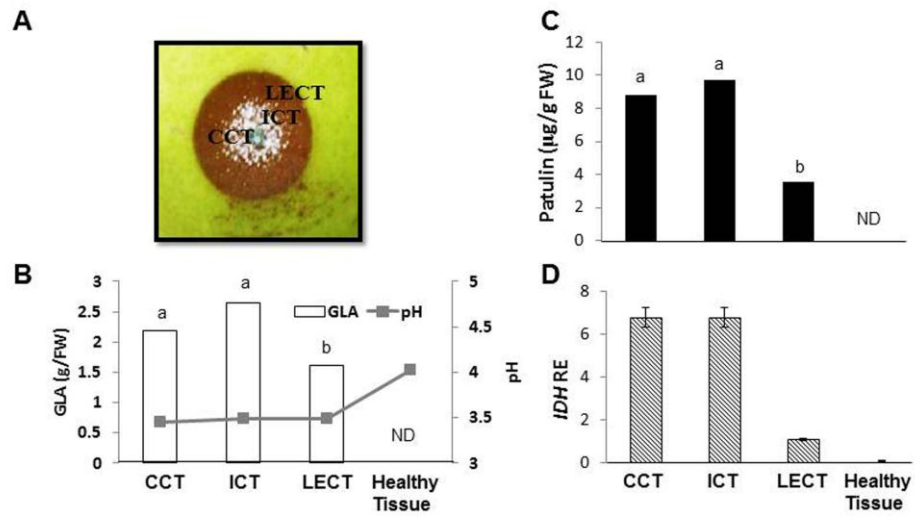 A
LECT
ICT
CCT
B
3
2.5
2
1.5
1
0.5
0
GLA (g/FW)
a
a
b
ND
GLA
pH
5
4.5
4
3.5
3
pH
CCT
ICT
LECT
Healthy
Tissue
C
12
10
8
6
4
2
0
Patulin (µg/g FW)
a
a
b
ND
D
8
6
4
2
0
IDH RE
CCT
ICT
LECT
Healthy
Tissue